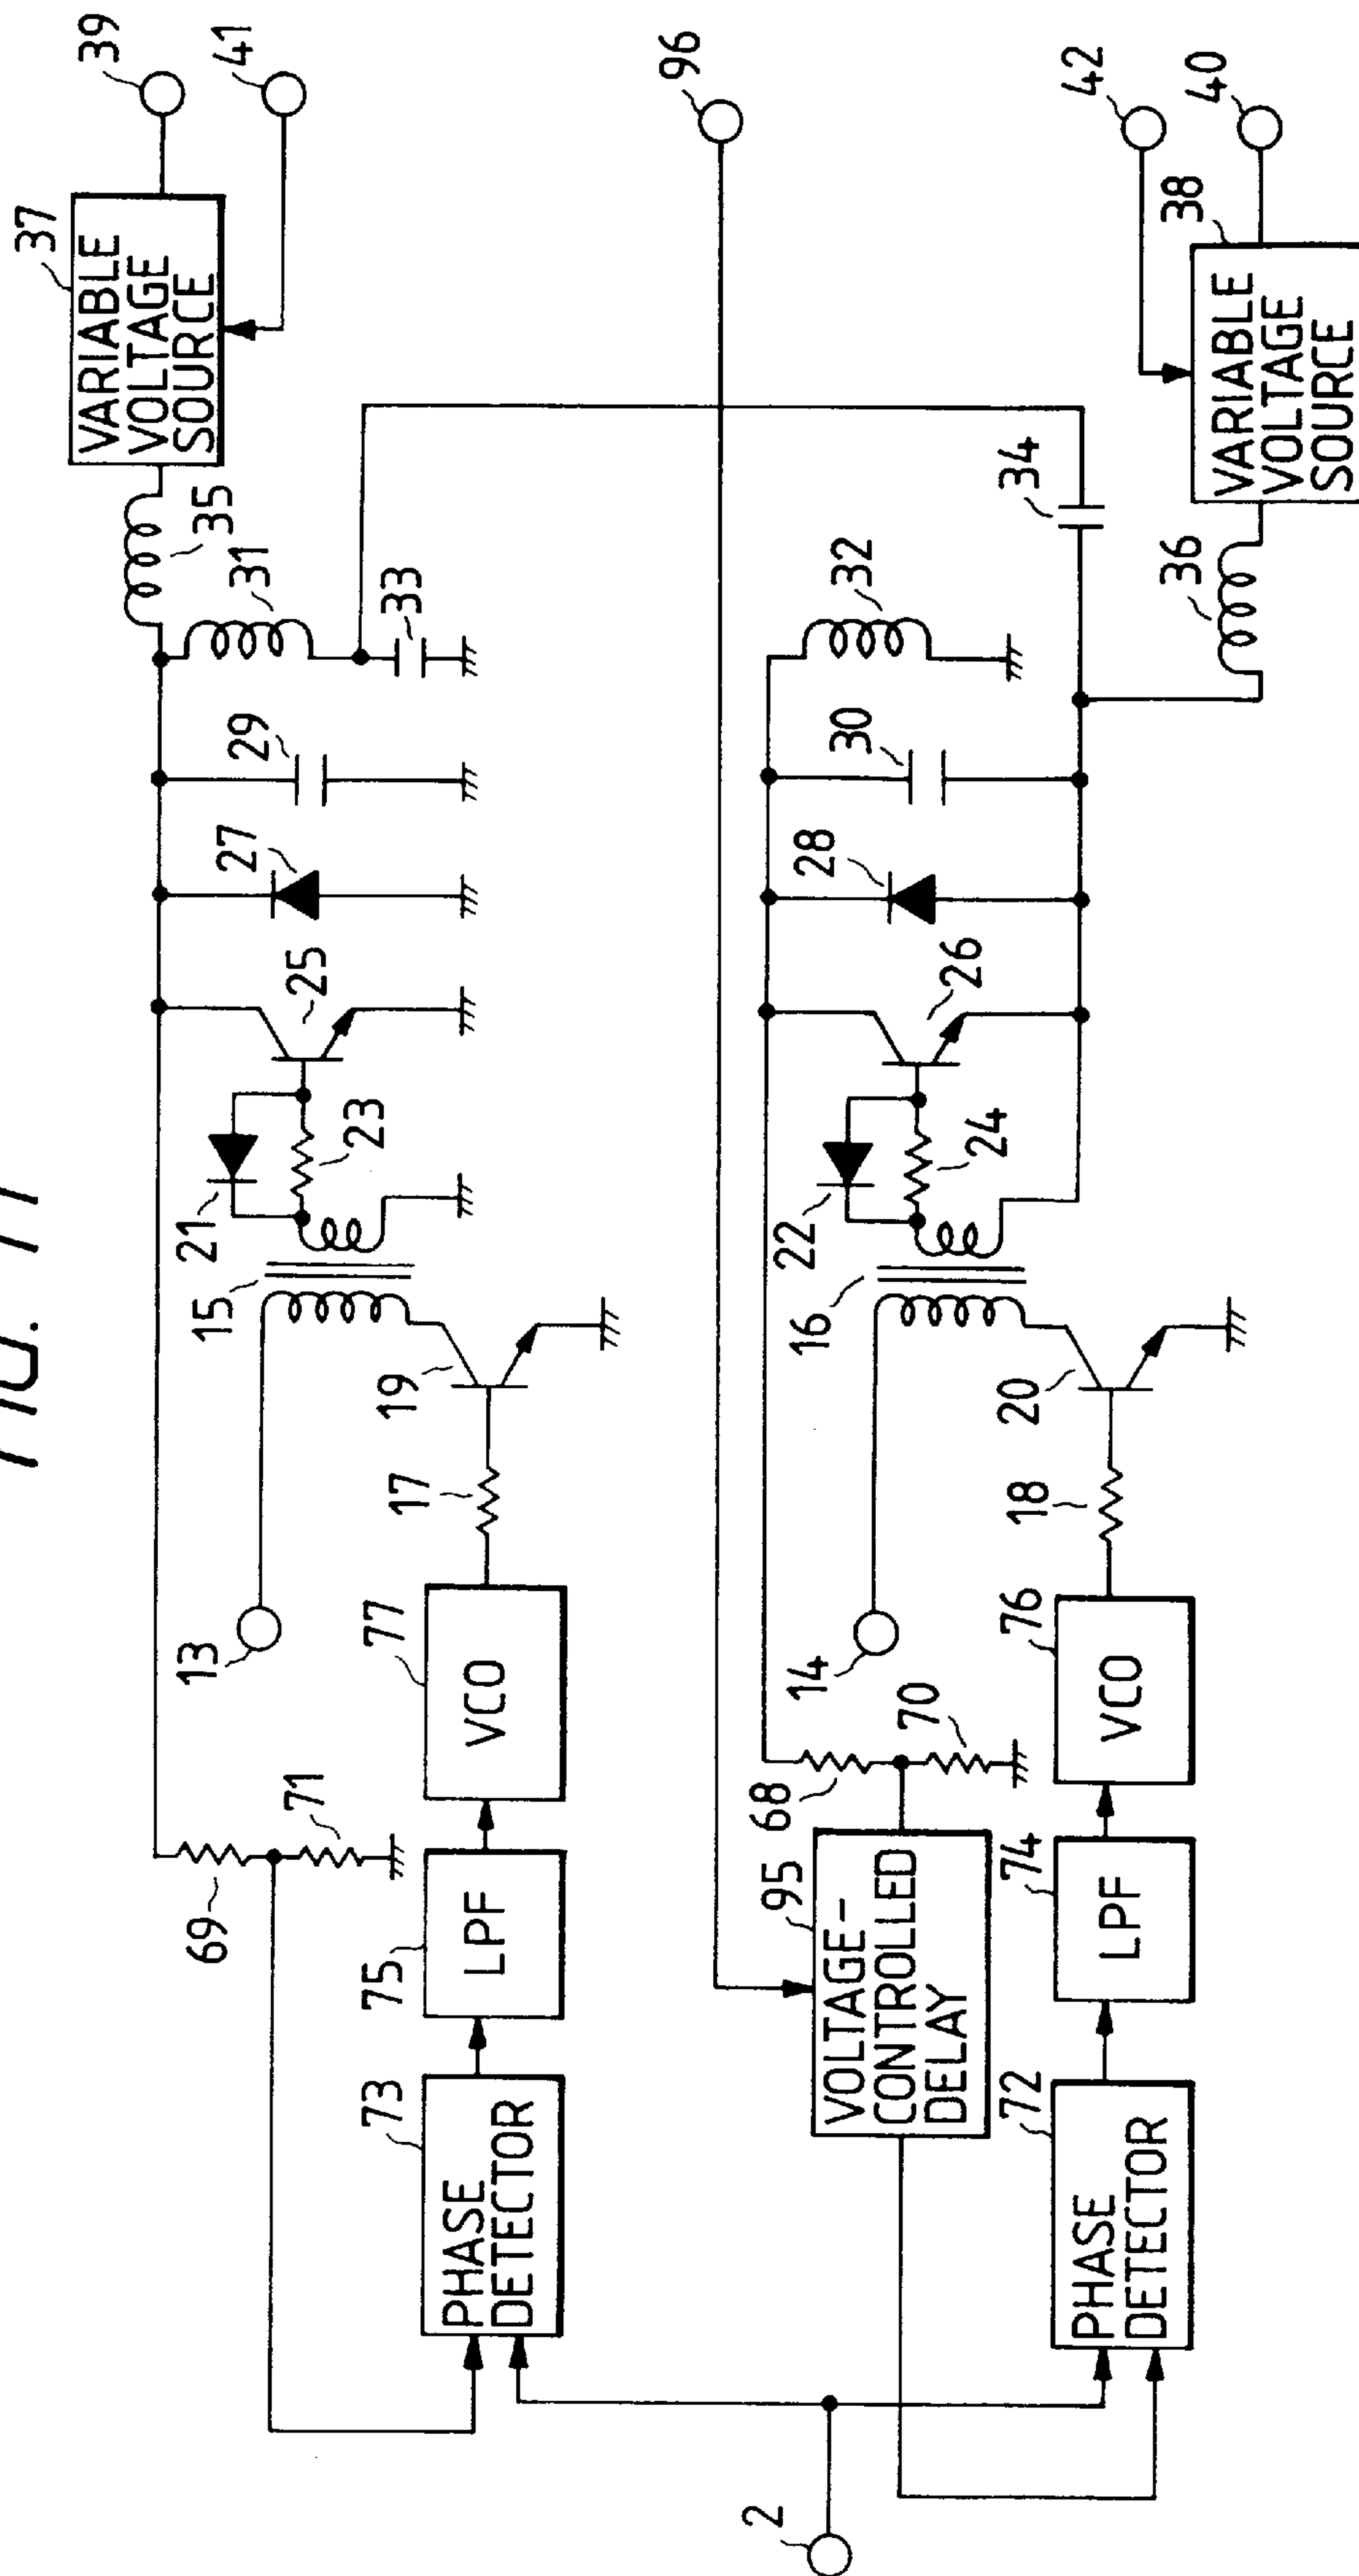 FIG. 11
39
37
VARIABLE
VOLTAGE
SOURCE
41
35
31
33
29
27
25
21
23
15
19
13
17
69
71
77
VCO
75
LPF
73
PHASE
DETECTOR
96
2
32
34
30
28
26
22
24
16
20
14
18
68
70
95
VOLTAGE-
CONTROLLED
DELAY
76
VCO
74
LPF
72
PHASE
DETECTOR
42
40
38
VARIABLE
VOLTAGE
SOURCE
36